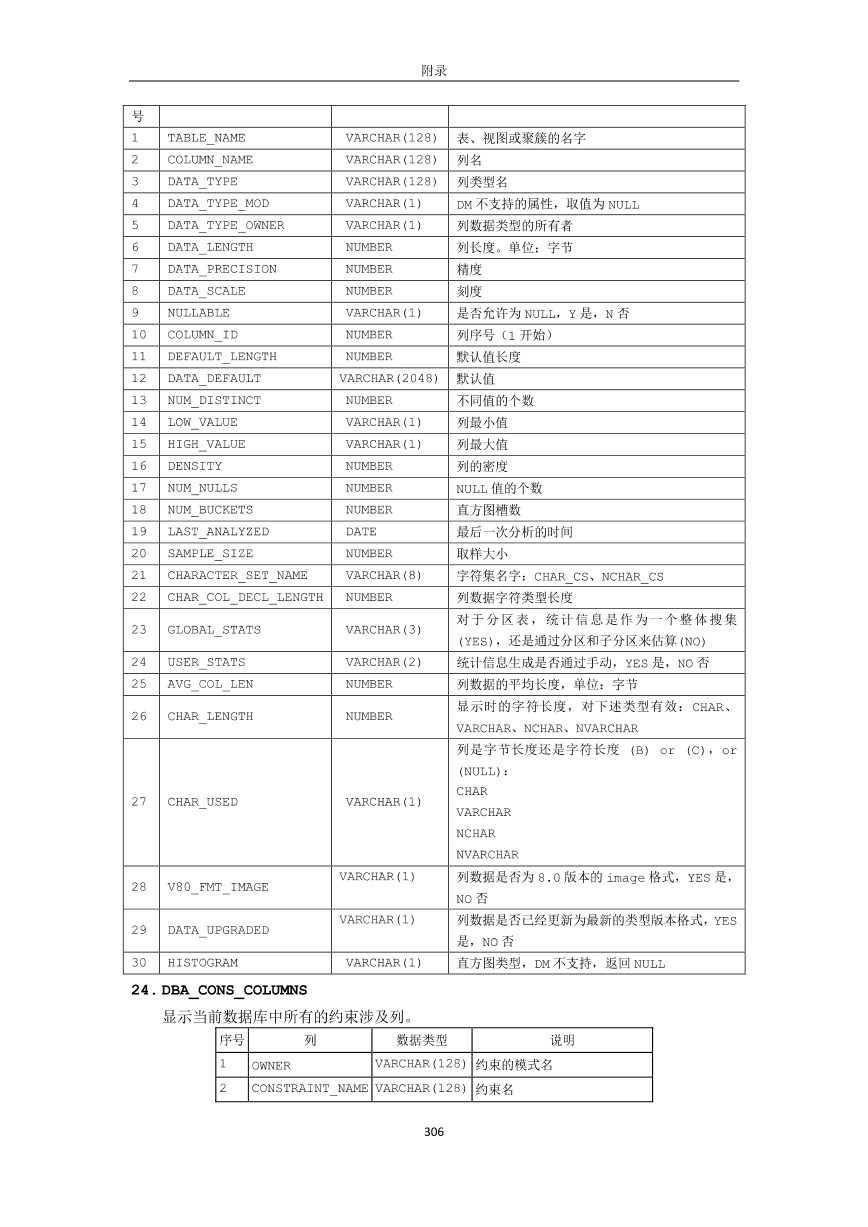 附录
号
1 TABLE_NAME VARCHAR(128) 表、视图或聚簇的名字
2 COLUMN_NAME VARCHAR(128) 列名
3 DATA_TYPE VARCHAR(128) 列类型名
4 DATA_TYPE_MOD VARCHAR(1) DM 不支持的属性，取值为 NULL
5 DATA_TYPE_OWNER VARCHAR(1) 列数据类型的所有者
6 DATA_LENGTH NUMBER 列长度。单位：字节
7 DATA_PRECISION NUMBER 精度
8 DATA_SCALE NUMBER 刻度
9 NULLABLE VARCHAR(1) 是否允许为 NULL，Y 是，N 否
10 COLUMN_ID NUMBER 列序号（1 开始）
11 DEFAULT_LENGTH NUMBER 默认值长度
12 DATA_DEFAULT VARCHAR(2048) 默认值
13 NUM_DISTINCT NUMBER 不同值的个数
14 LOW_VALUE VARCHAR(1) 列最小值
15 HIGH_VALUE VARCHAR(1) 列最大值
16 DENSITY NUMBER 列的密度
17 NUM_NULLS NUMBER NULL 值的个数
18 NUM_BUCKETS NUMBER 直方图槽数
19 LAST_ANALYZED DATE 最后一次分析的时间
20 SAMPLE_SIZE NUMBER 取样大小
21 CHARACTER_SET_NAME VARCHAR(8) 字符集名字：CHAR_CS、NCHAR_CS
22 CHAR_COL_DECL_LENGTH NUMBER 列数据字符类型长度
23 GLOBAL_STATS VARCHAR(3) 对于分区表，统计信息是作为一个整体搜集
(YES)，还是通过分区和子分区来估算(NO)
24 USER_STATS VARCHAR(2) 统计信息生成是否通过手动，YES 是，NO 否
25 AVG_COL_LEN NUMBER 列数据的平均长度，单位：字节
26 CHAR_LENGTH NUMBER 显示时的字符长度，对下述类型有效：CHAR、
VARCHAR、NCHAR、NVARCHAR
27 CHAR_USED VARCHAR(1) 列是字节长度还是字符长度 (B) or (C)，or
(NULL)：
CHAR
VARCHAR
NCHAR
NVARCHAR
28 V80_FMT_IMAGE VARCHAR(1) 列数据是否为 8.0 版本的 image 格式，YES 是，
NO 否
29 DATA_UPGRADED VARCHAR(1) 列数据是否已经更新为最新的类型版本格式，YES
是，NO 否
30 HISTOGRAM VARCHAR(1) 直方图类型，DM 不支持，返回 NULL
24．DBA_CONS_COLUMNS
显示当前数据库中所有的约束涉及列。
序号 列 数据类型 说明
1 OWNER VARCHAR(128) 约束的模式名
2 CONSTRAINT_NAME VARCHAR(128) 约束名
306